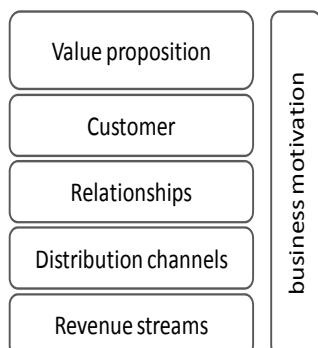 Value proposition
Customer
Relationships
Distribution channels
Revenue streams
business motivation